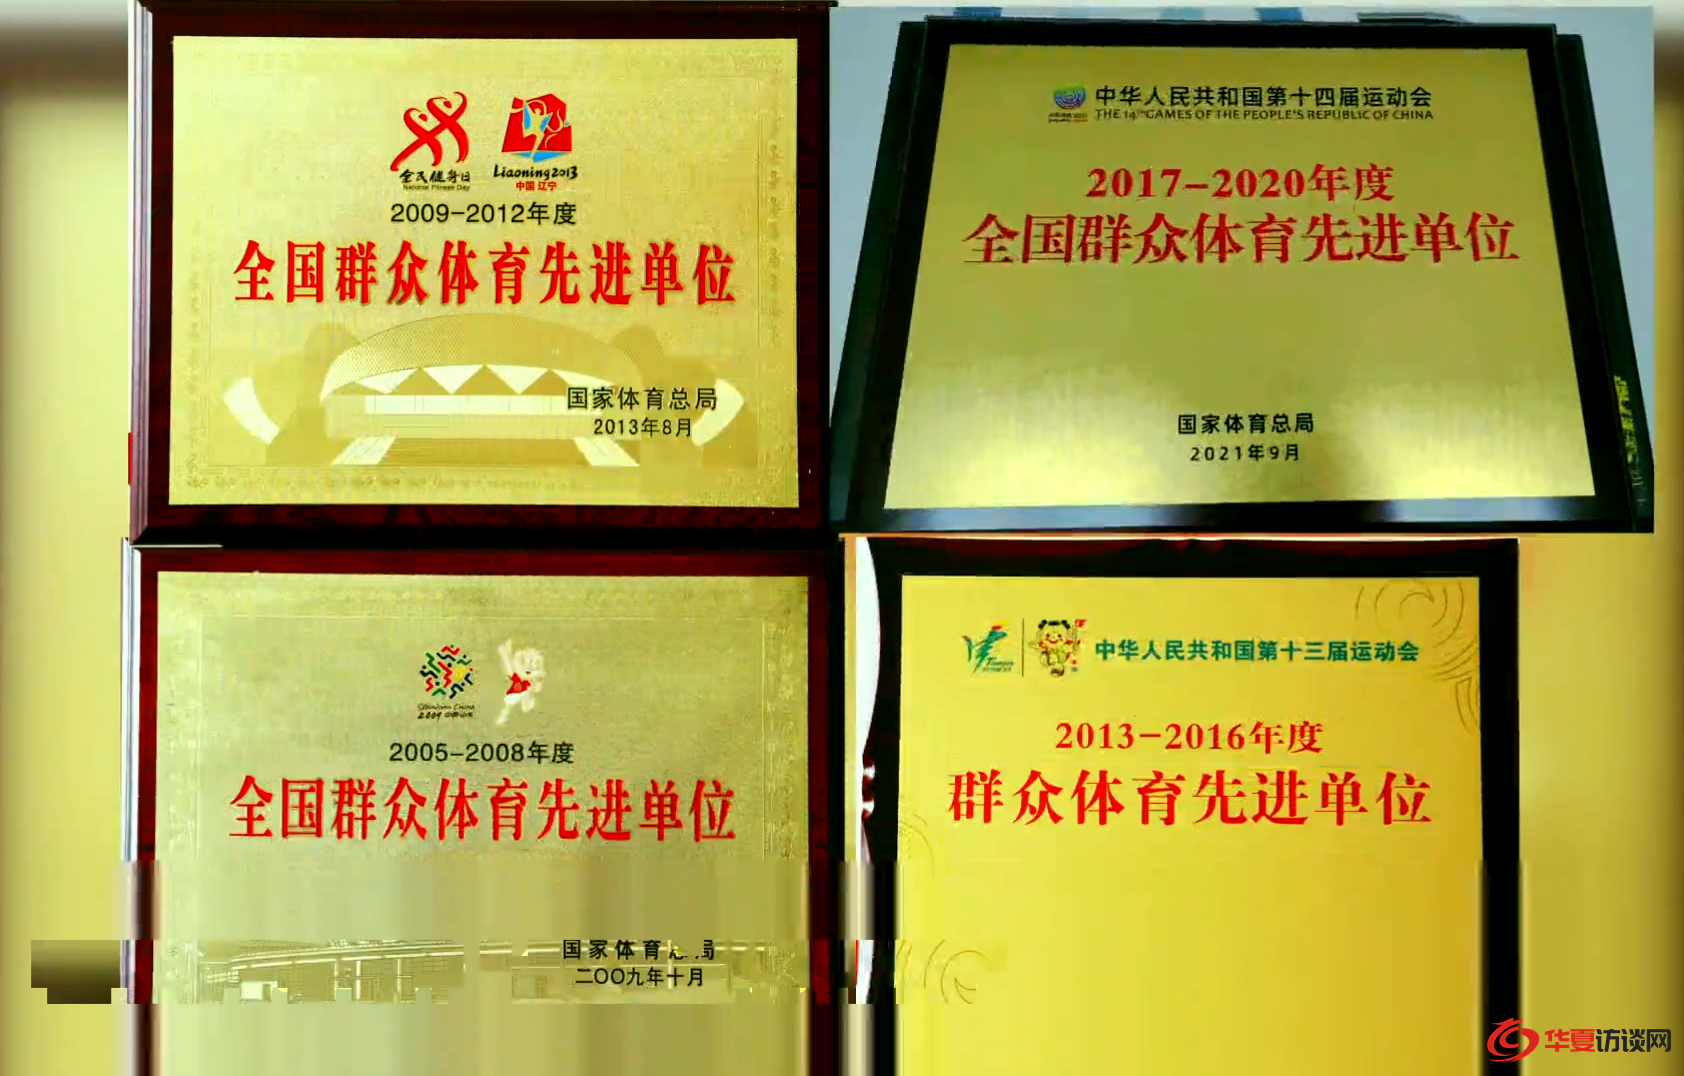 全民健身日
National Fitness Day
Liaoning2013
中国 辽宁
2009-2012年度
全国群众体育先进单位
国家体育总局
2013年8月
中华人民共和国第十四届运动会
THE 14TH GAMES OF THE PEOPLE'S REPUBLIC OF CHINA
2017-2020年度
全国群众体育先进单位
国家体育总局
2021年9月
2005-2008年度
全国群众体育先进单位
国家体育总局
二〇〇九年十月
中华人民共和国第十三届运动会
2013-2016年度
群众体育先进单位
华夏访谈网